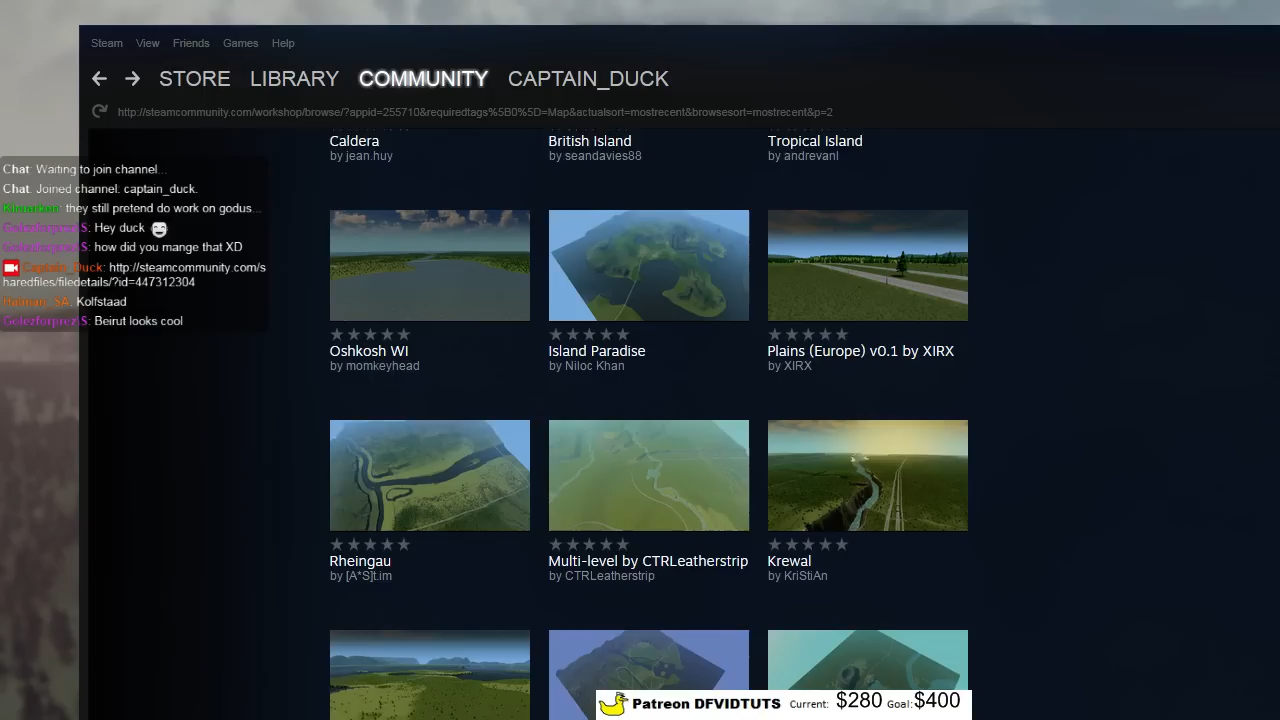 Steam View Friends Games Help
STORE LIBRARY COMMUNITY CAPTAIN_DUCK
http://steamcommunity.com/workshop/browse/?appid=255710&requiredtags%5B0%5D=Map&actualsort=mostrecent&browsesort=mostrecent&p=2
Caldera
by jean.huy
British Island
by seandavies88
Tropical Island
by andrevanl
Chat: Waiting to join channel...
Chat: Joined channel: captain_duck.
they still pretend do work on godus...
Hey duck
how did you mange that XD
Captain_Duck: http://steamcommunity.com/s
haredfiles/filedetails/?id=447312304
Kolfstaad
GolezforprezIS: Beirut looks cool
Oshkosh WI
by momkeyhead
Island Paradise
by Niloc Khan
Plains (Europe) v0.1 by XIRX
by XIRX
Rheingau
by [A*S]t.im
Multi-level by CTRLeatherstrip
by CTRLeatherstrip
Krewal
by KriStiAn
Patreon DFVIDTUTS Current: $280 Goal: $400